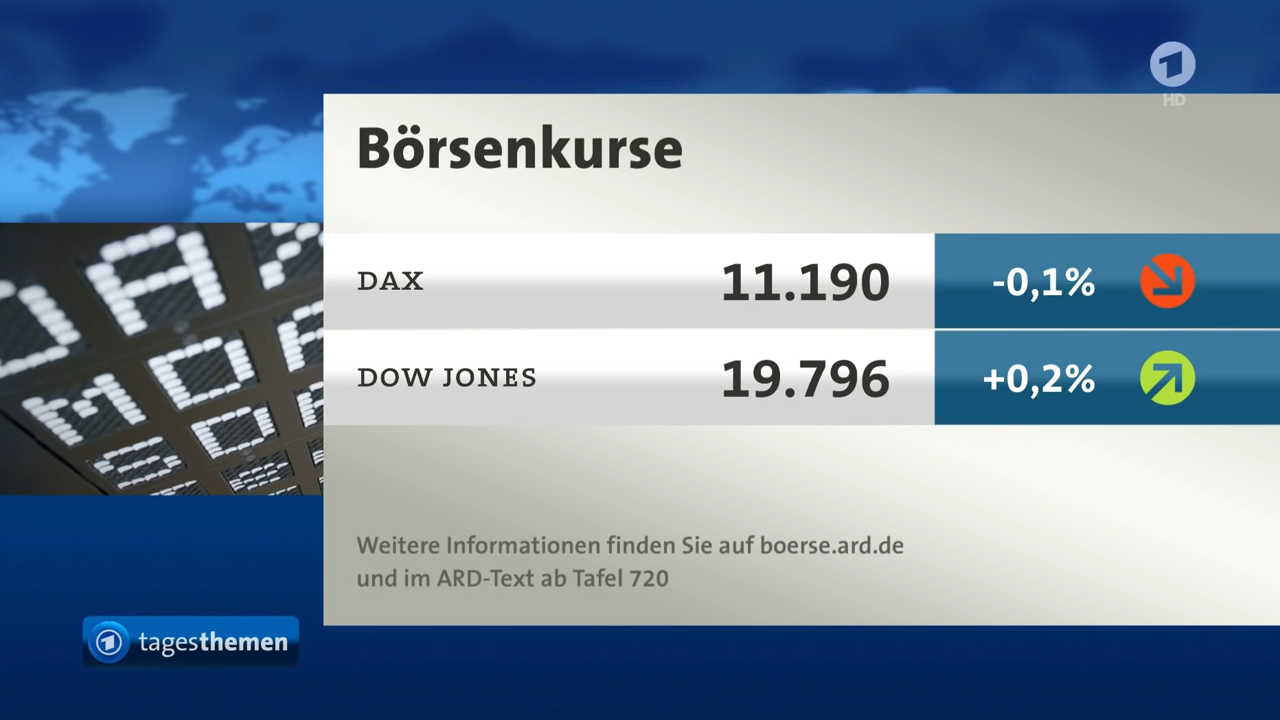 HD
Börsenkurse
DAX 11.190 -0,1%
DOW JONES 19.796 +0,2%
Weitere Informationen finden Sie auf boerse.ard.de
und im ARD-Text ab Tafel 720
tagesthemen